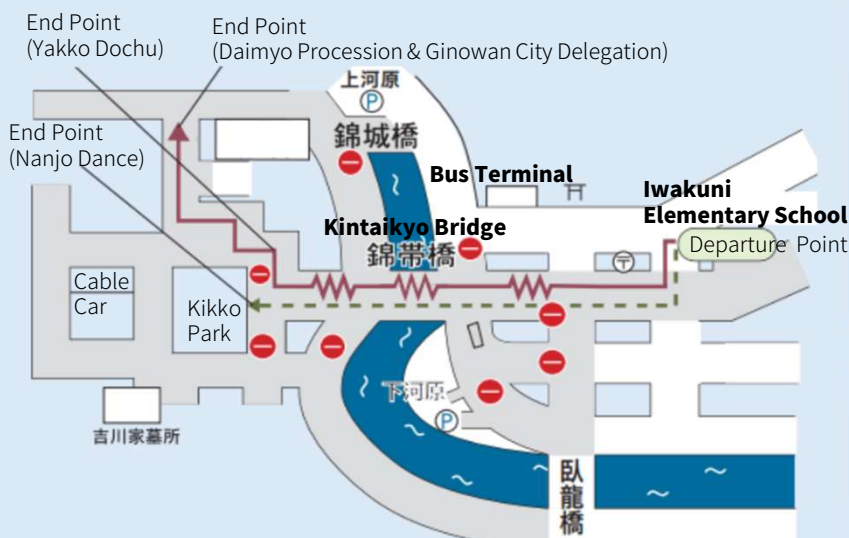 End Point
(Yakko Dochu)
End Point
(Daimyo Procession & Ginowan City Delegation)
上河原
P
錦城橋
End Point
(Nanjo Dance)
Bus Terminal
Iwakuni
Elementary School
Departure Point
Kintaikyo Bridge
錦帯橋
〒
Cable
Car
Kikko
Park
下河原
P
吉川家墓所
臥龍橋